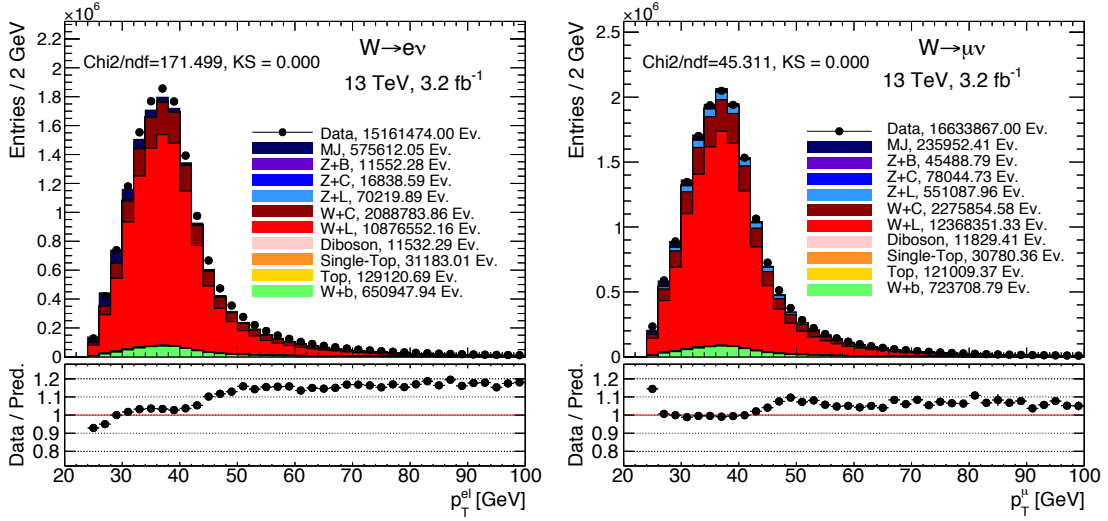 ×10⁶
Entries / 2 GeV
2.2
2
1.8
1.6
1.4
1.2
1
0.8
0.6
0.4
0.2
0
W→eν
Chi2/ndf=171.499, KS = 0.000
13 TeV, 3.2 fb⁻¹
Data, 15161474.00 Ev.
MJ, 575612.05 Ev.
Z+B, 11552.28 Ev.
Z+C, 16838.59 Ev.
Z+L, 70219.89 Ev.
W+C, 2088783.86 Ev.
W+L, 10876552.16 Ev.
Diboson, 11532.29 Ev.
Single-Top, 31183.01 Ev.
Top, 129120.69 Ev.
W+b, 650947.94 Ev.
Data / Pred.
1.2
1.1
1
0.9
0.8
20 30 40 50 60 70 80 90 100
p_T^el [GeV]
×10⁶
Entries / 2 GeV
2.5
2
1.5
1
0.5
0
W→μν
Chi2/ndf=45.311, KS = 0.000
13 TeV, 3.2 fb⁻¹
Data, 16633867.00 Ev.
MJ, 235952.41 Ev.
Z+B, 45488.79 Ev.
Z+C, 78044.73 Ev.
Z+L, 551087.96 Ev.
W+C, 2275854.58 Ev.
W+L, 12368351.33 Ev.
Diboson, 11829.41 Ev.
Single-Top, 30780.36 Ev.
Top, 121009.37 Ev.
W+b, 723708.79 Ev.
Data / Pred.
1.2
1.1
1
0.9
0.8
20 30 40 50 60 70 80 90 100
p_T^μ [GeV]